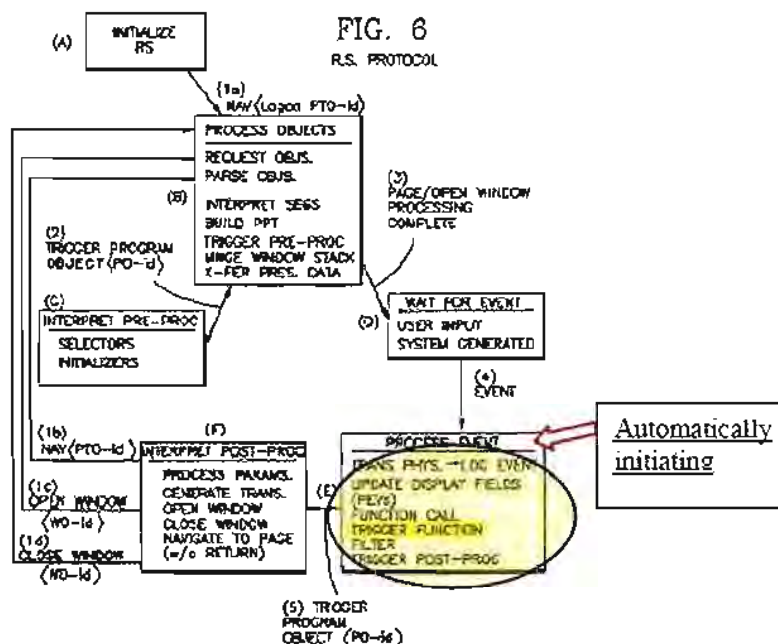 FIG. 6
R.S. PROTOCOL
(A)
INITIALIZE
RS
(1a)
NAV(Logon PTO-id)
PROCESS OBJECTS
REQUEST OBJS.
PARSE OBJS.
(B)
INTERPRET SEGS
BUILD PPT
TRIGGER PRE-PROC
WINDOW STACK
X-FER PRES. DATA
(3)
PAGE/OPEN WINDOW
PROCESSING
COMPLETE
(2)
TRIGGER PROGRAM
OBJECT(PO-id)
(C)
INTERPRET PRE-PROC
SELECTORS
INITIALIZERS
(D)
WAIT FOR EVENT
USER INPUT
SYSTEM GENERATED
(4)
EVENT
(1b)
NAV(PTO-id)
(1c)
OPEN WINDOW
(WO-id)
(1d)
CLOSE WINDOW
(WO-id)
(F)
INTERPRET POST-PROC
PROCESS PARAMS.
GENERATE TRANS.
OPEN WINDOW
CLOSE WINDOW
NAVIGATE TO PAGE
(w/o RETURN)
(E)
PROCESS EVENT
TRANS PHYS.→LOG EVENT
UPDATE DISPLAY FIELDS
(PEVs)
FUNCTION CALL
TRIGGER FUNCTION
FILTER
TRIGGER POST-PROC
(5) TRIGGER
PROGRAM
OBJECT (PO-id)
Automatically
initiating